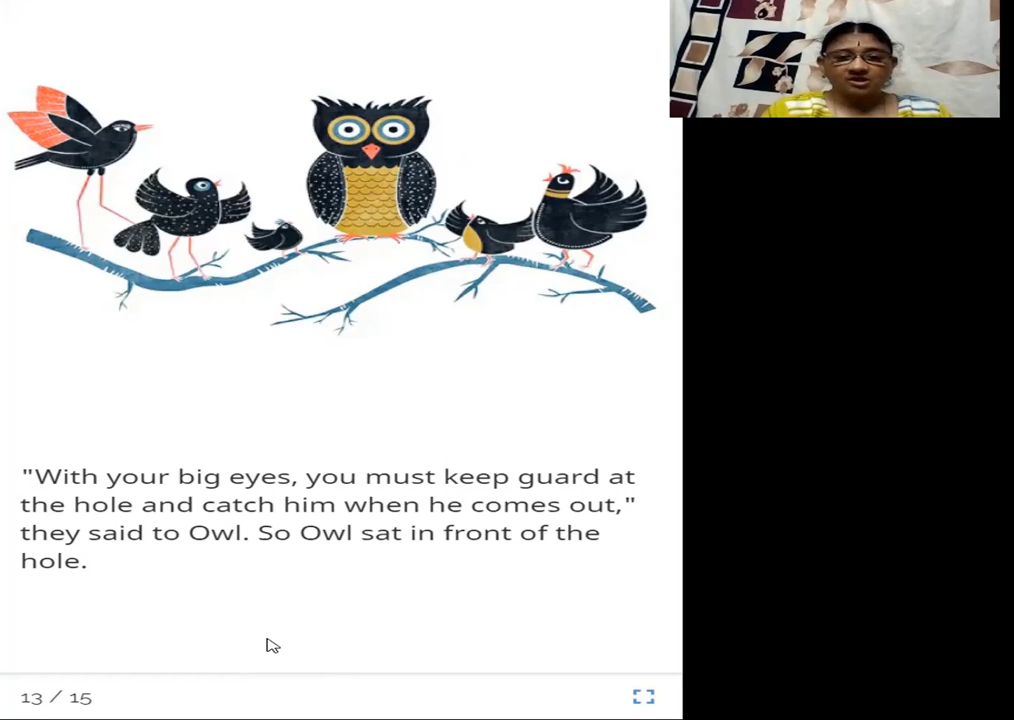 "With your big eyes, you must keep guard at
the hole and catch him when he comes out,"
they said to Owl. So Owl sat in front of the
hole.
13 / 15